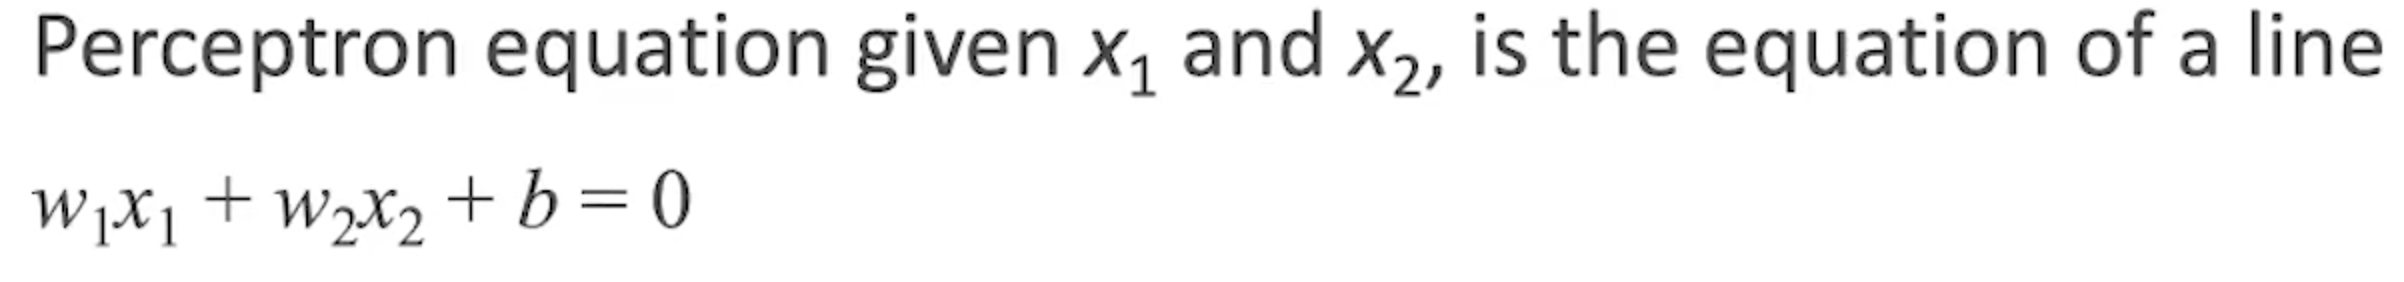 Perceptron equation given x₁ and x₂, is the equation of a line
w₁x₁ + w₂x₂ + b = 0